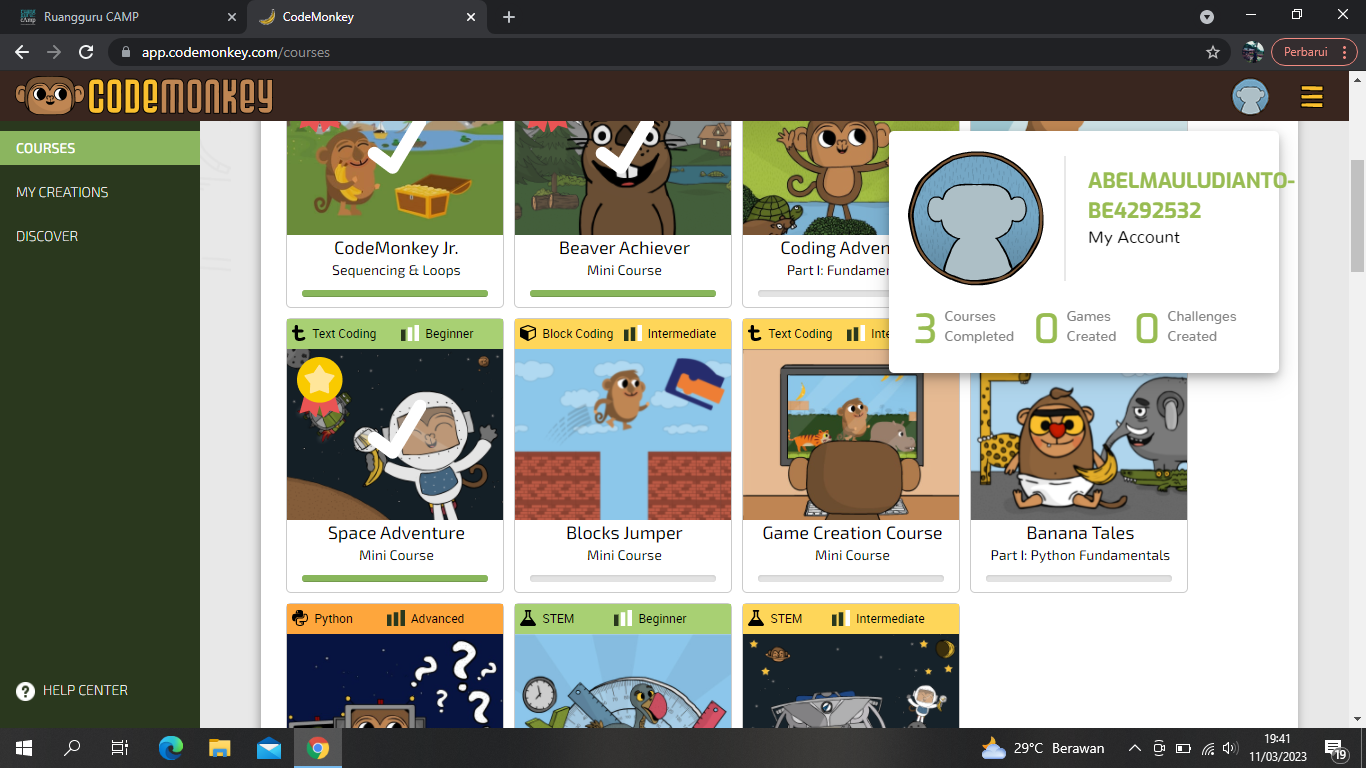 Ruangguru CAMP
CodeMonkey
app.codemonkey.com/courses
Perbarui
CODEMONKEY
COURSES
MY CREATIONS
DISCOVER
HELP CENTER
ABELMAULUDIANTO-
BE4292532
My Account
3 Courses Completed
0 Games Created
0 Challenges Created
CodeMonkey Jr.
Sequencing & Loops
Beaver Achiever
Mini Course
Coding Adven
Part I: Fundamen
Text Coding Beginner
Space Adventure
Mini Course
Block Coding Intermediate
Blocks Jumper
Mini Course
Text Coding Inte
Game Creation Course
Mini Course
Banana Tales
Part I: Python Fundamentals
Python Advanced
STEM Beginner
STEM Intermediate
29°C Berawan
19:41
11/03/2023
19